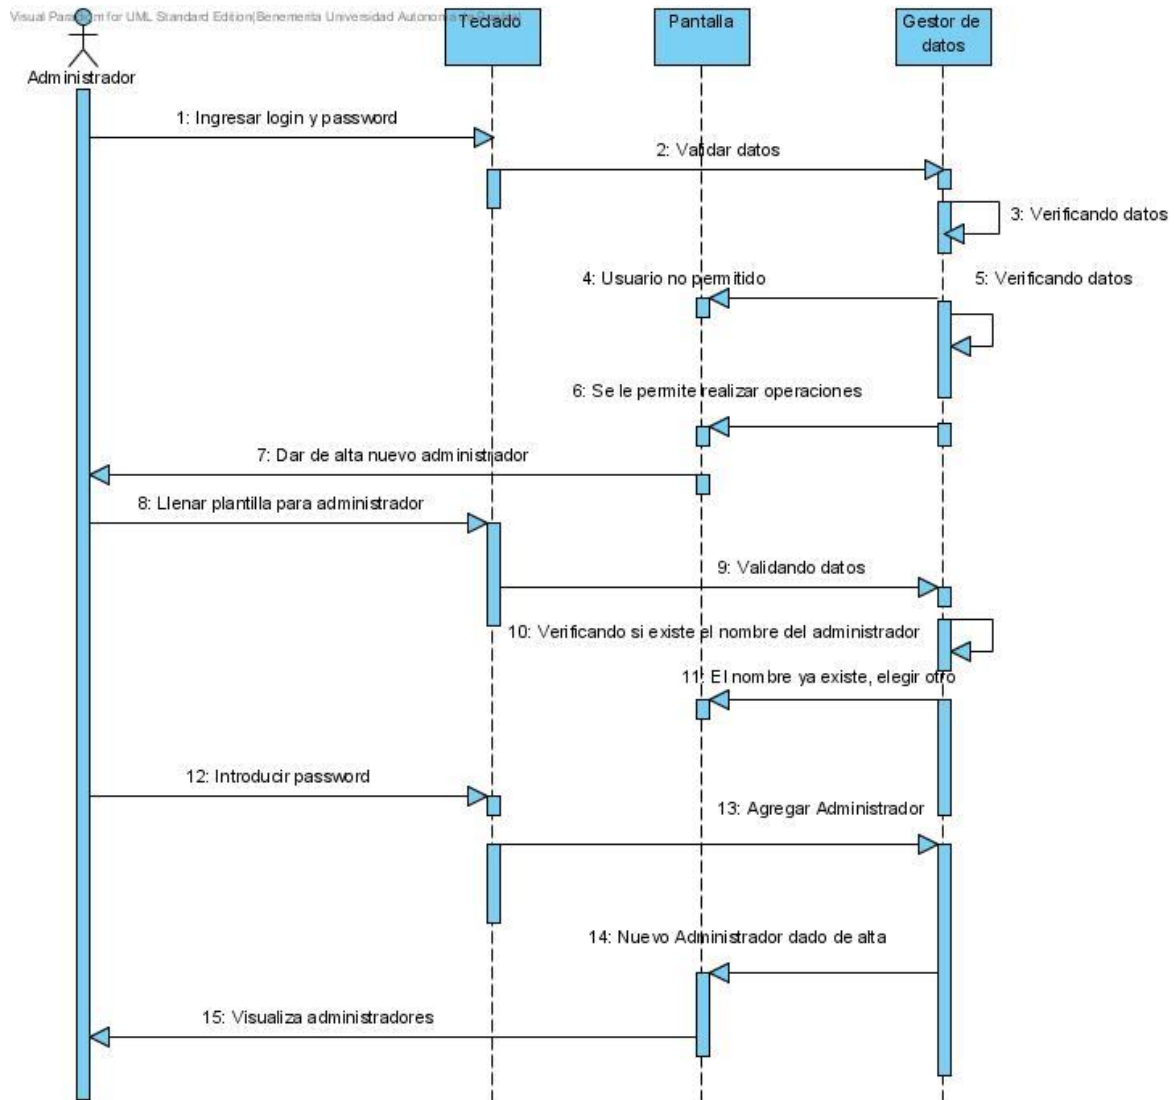 Visual Paradigm for UML Standard Edition(Benemerita Universidad Autonoma de
Teclado
Pantalla
Gestor de
datos
Administrador
1: Ingresar login y password
2: Validar datos
3: Verificando datos
4: Usuario no permitido
5: Verificando datos
6: Se le permite realizar operaciones
7: Dar de alta nuevo administrador
8: Llenar plantilla para administrador
9: Validando datos
10: Verificando si existe el nombre del administrador
11: El nombre ya existe, elegir otro
12: Introducir password
13: Agregar Administrador
14: Nuevo Administrador dado de alta
15: Visualiza administradores